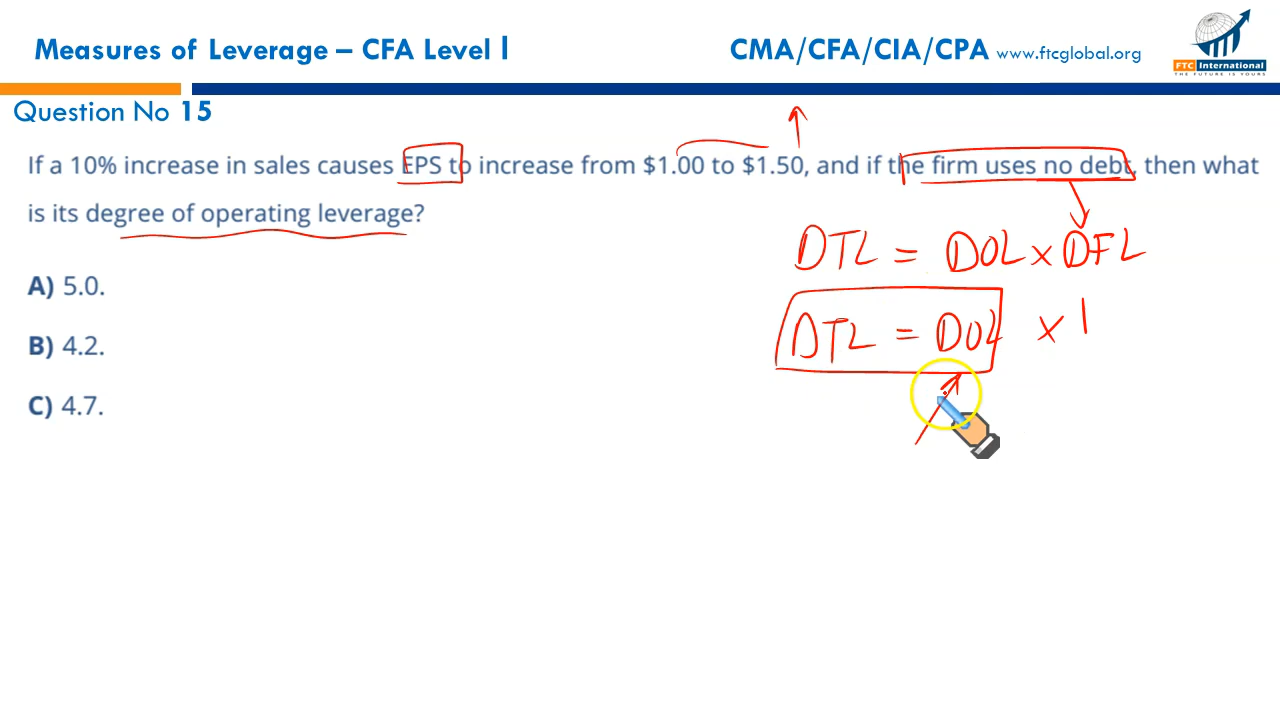 Measures of Leverage – CFA Level I
CMA/CFA/CIA/CPA www.ftcglobal.org
FTC International
THE FUTURE IS YOURS
Question No 15
If a 10% increase in sales causes EPS to increase from $1.00 to $1.50, and if the firm uses no debt, then what
is its degree of operating leverage?
DTL = DOL × DFL
A) 5.0.
DTL = DOL × 1
B) 4.2.
C) 4.7.